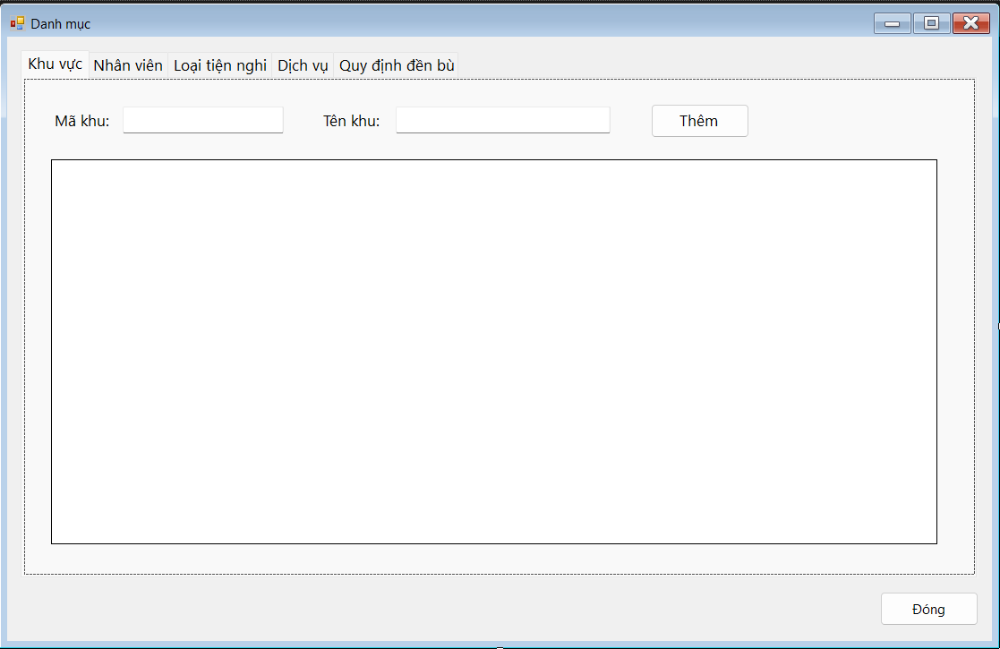 Danh mục
Khu vực Nhân viên Loại tiện nghi Dịch vụ Quy định đền bù
Mã khu: Tên khu: Thêm
Đóng